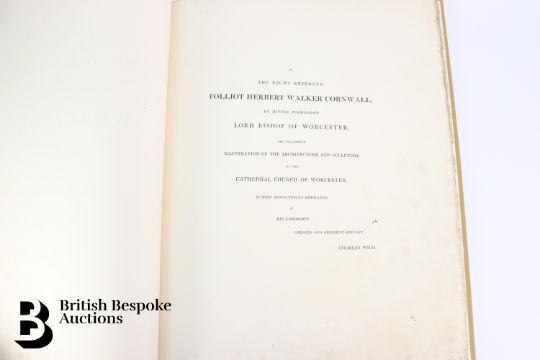 TO
THE RIGHT REVEREND
FOLLIOT HERBERT WALKER CORNWALL,
BY DIVINE PERMISSION
LORD BISHOP OF WORCESTER,
THE FOLLOWING
ILLUSTRATION OF THE ARCHITECTURE AND SCULPTURE
OF THE
CATHEDRAL CHURCH OF WORCESTER,
IS MOST RESPECTFULLY DEDICATED
BY
HIS LORDSHIP'S
OBLIGED AND OBEDIENT SERVANT,
CHARLES WILD.
British Bespoke
Auctions